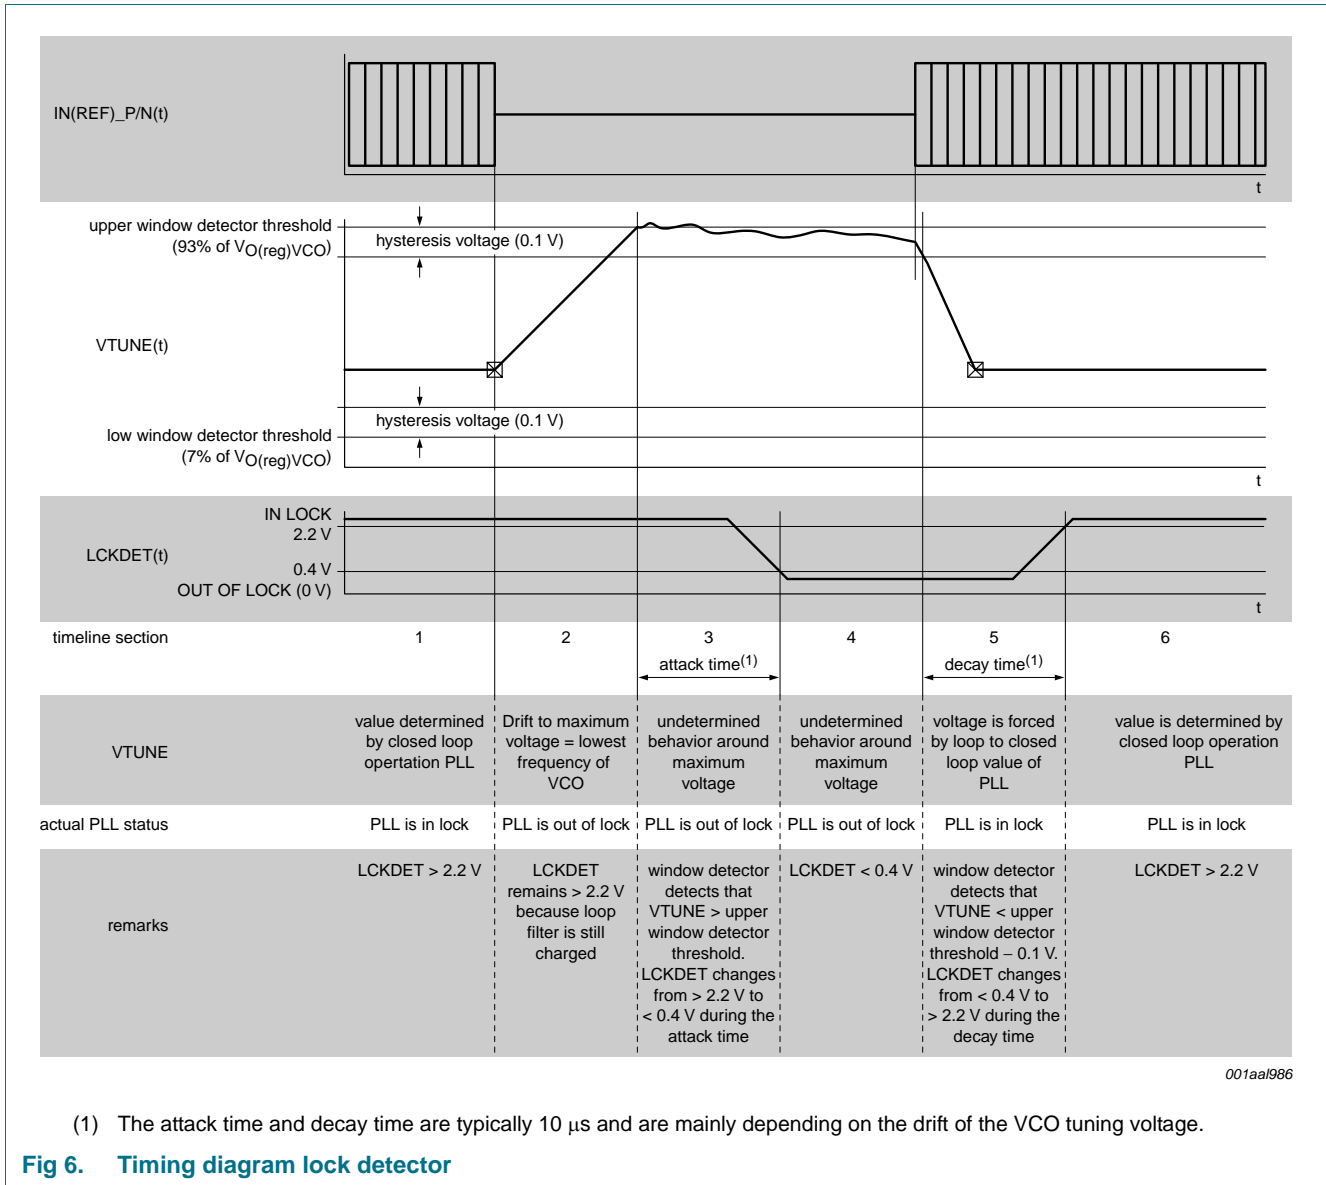 IN(REF)_P/N(t)
t
upper window detector threshold
(93% of VO(reg)VCO)
hysteresis voltage (0.1 V)
VTUNE(t)
hysteresis voltage (0.1 V)
low window detector threshold
(7% of VO(reg)VCO)
t
IN LOCK
2.2 V
LCKDET(t)
0.4 V
OUT OF LOCK (0 V)
t
timeline section
1
2
3
4
5
6
attack time(1)
decay time(1)
VTUNE
value determined
by closed loop
opertation PLL
Drift to maximum
voltage = lowest
frequency of
VCO
undetermined
behavior around
maximum
voltage
undetermined
behavior around
maximum
voltage
voltage is forced
by loop to closed
loop value of
PLL
value is determined by
closed loop operation
PLL
actual PLL status
PLL is in lock
PLL is out of lock
PLL is out of lock
PLL is out of lock
PLL is in lock
PLL is in lock
remarks
LCKDET > 2.2 V
LCKDET
remains > 2.2 V
because loop
filter is still
charged
window detector
detects that
VTUNE > upper
window detector
threshold.
LCKDET changes
from > 2.2 V to
< 0.4 V during the
attack time
LCKDET < 0.4 V
window detector
detects that
VTUNE < upper
window detector
threshold − 0.1 V.
LCKDET changes
from < 0.4 V to
> 2.2 V during the
decay time
LCKDET > 2.2 V
001aal986
(1) The attack time and decay time are typically 10 μs and are mainly depending on the drift of the VCO tuning voltage.
Fig 6. Timing diagram lock detector